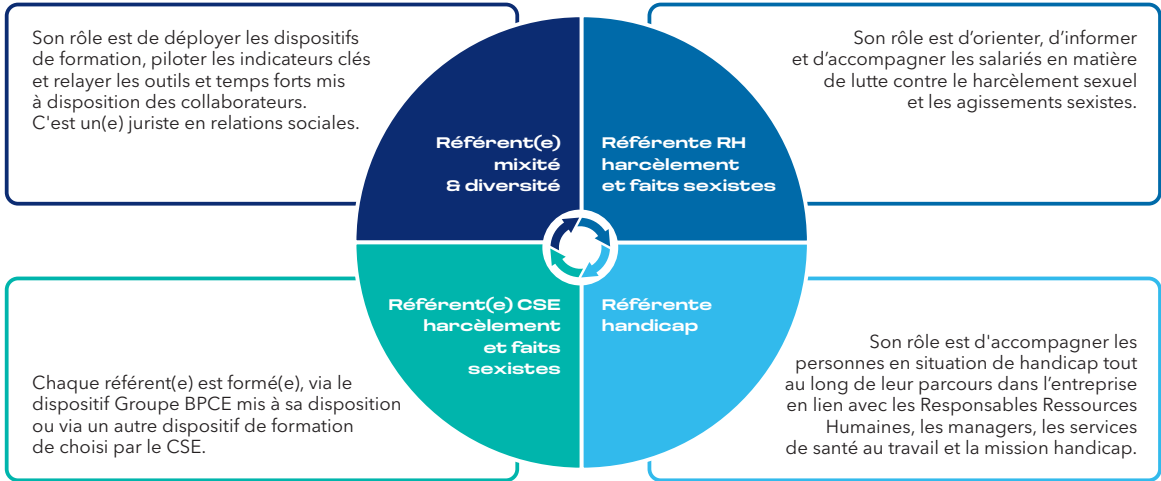 Son rôle est de déployer les dispositifs
de formation, piloter les indicateurs clés
et relayer les outils et temps forts mis
à disposition des collaborateurs.
C'est un(e) juriste en relations sociales.
Référent(e)
mixité
& diversité
Son rôle est d’orienter, d’informer
et d’accompagner les salariés en matière
de lutte contre le harcèlement sexuel
et les agissements sexistes.
Référente RH
harcèlement
et faits sexistes
Référent(e) CSE
harcèlement
et faits
sexistes
Chaque référent(e) est formé(e), via le
dispositif Groupe BPCE mis à sa disposition
ou via un autre dispositif de formation
de choisi par le CSE.
Référente
handicap
Son rôle est d'accompagner les
personnes en situation de handicap tout
au long de leur parcours dans l’entreprise
en lien avec les Responsables Ressources
Humaines, les managers, les services
de santé au travail et la mission handicap.